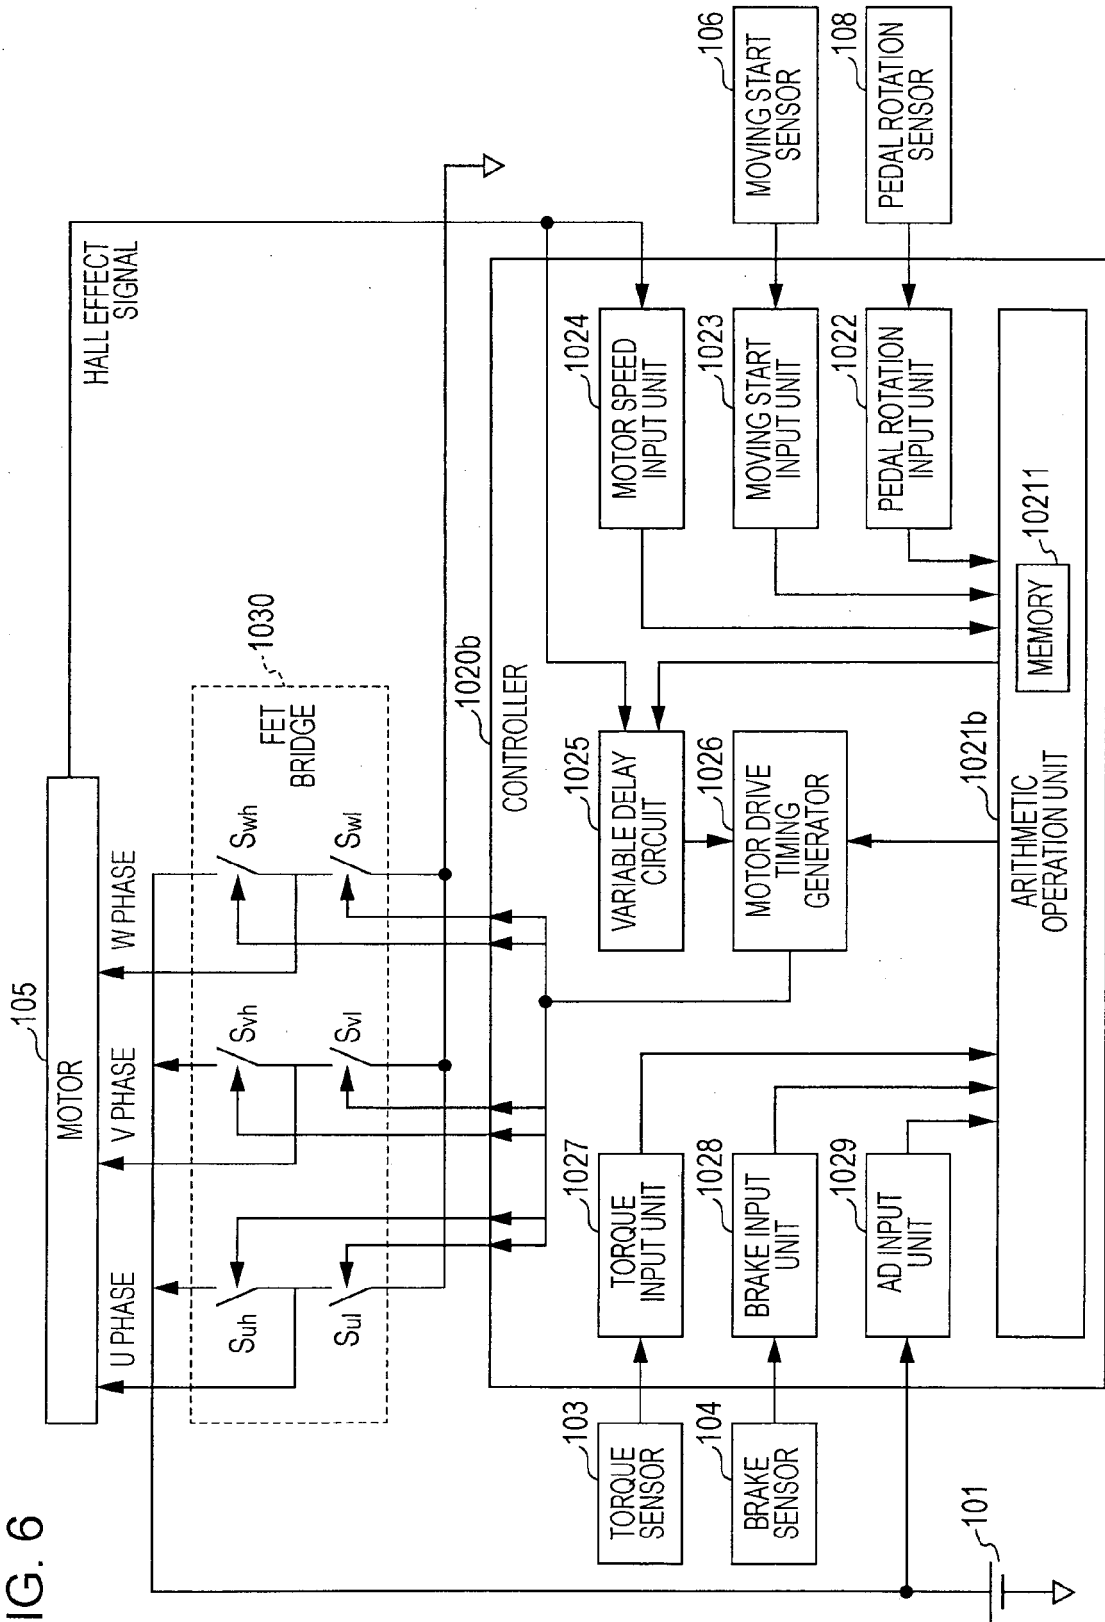 IG. 6
105
MOTOR
HALL EFFECT
SIGNAL
U PHASE
V PHASE
W PHASE
1030
FET
BRIDGE
Suh
Svh
Swh
Sul
Svl
Swl
1020b
CONTROLLER
103
TORQUE
SENSOR
1027
TORQUE
INPUT UNIT
1025
VARIABLE DELAY
CIRCUIT
1024
MOTOR SPEED
INPUT UNIT
104
BRAKE
SENSOR
1028
BRAKE INPUT
UNIT
1026
MOTOR DRIVE
TIMING
GENERATOR
1023
MOVING START
INPUT UNIT
106
MOVING START
SENSOR
1029
AD INPUT
UNIT
1022
PEDAL ROTATION
INPUT UNIT
108
PEDAL ROTATION
SENSOR
101
1021b
ARITHMETIC
OPERATION UNIT
MEMORY
10211